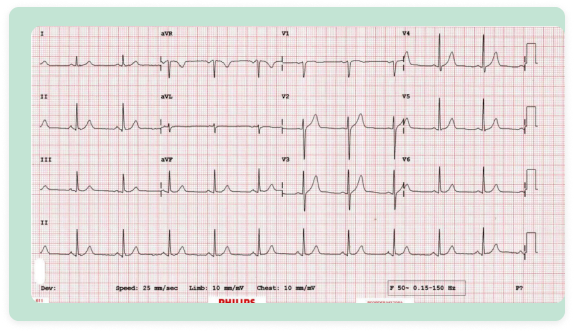 I aVR V1 V4
II aVL V2 V5
III aVF V3 V6
II
Dev: Speed: 25 mm/sec Limb: 10 mm/mV Chest: 10 mm/mV F 50~ 0.15-150 Hz P?
PHILIPS